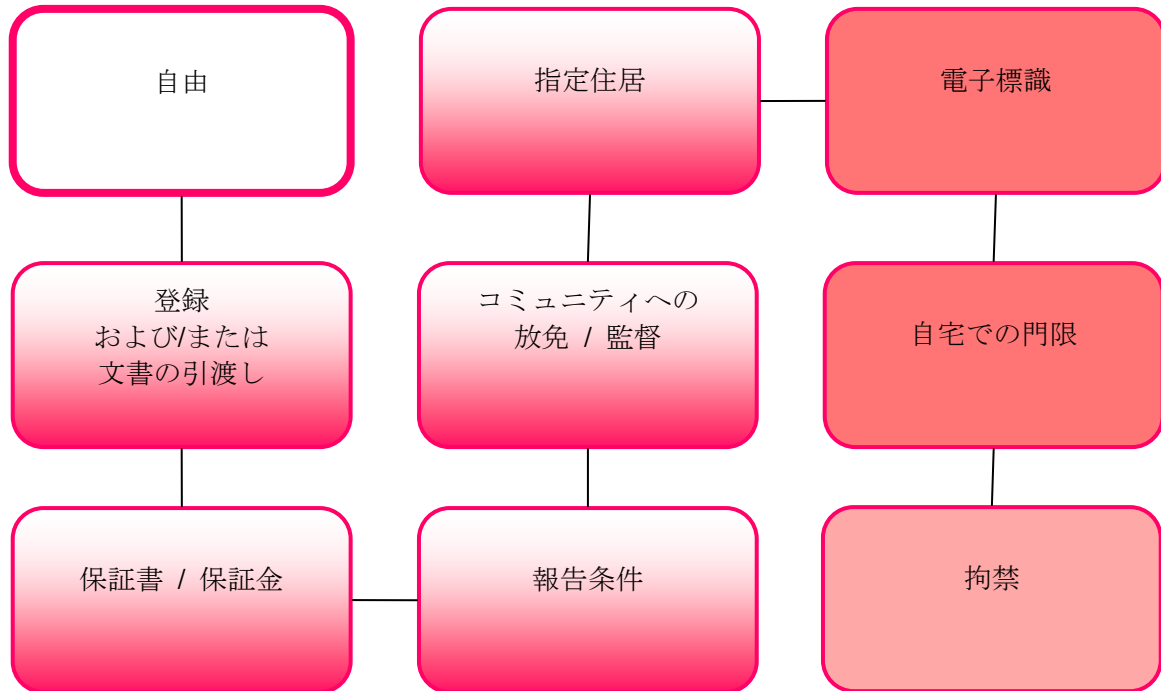 自由
登録
および/または
文書の引渡し
保証書 / 保証金
報告条件
コミュニティへの
放免 / 監督
指定住居
電子標識
自宅での門限
拘禁